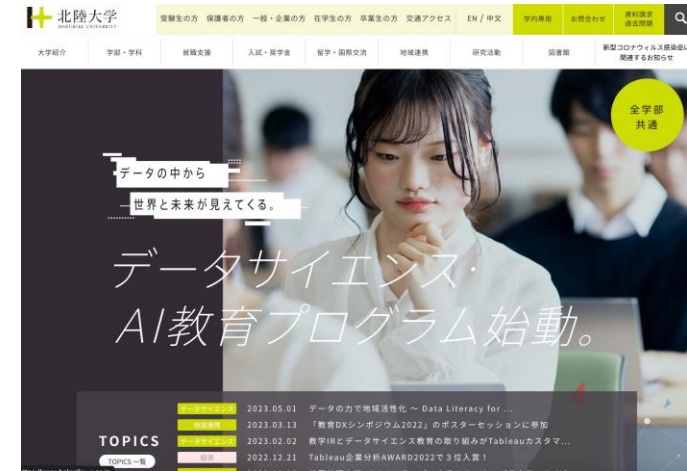 北陸大学
HOKURIKU UNIVERSITY
受験生の方 保護者の方 一般・企業の方 在学生の方 卒業生の方 交通アクセス EN / 中文 学内専用 お問合わせ 資料請求
過去問題
大学紹介 学部・学科 就職支援 入試・奨学金 留学・国際交流 地域連携 研究活動 図書館 新型コロナウィルス感染症に
関連するお知らせ
全学部
共通
データの中から
世界と未来が見えてくる。
データサイエンス・
AI教育プログラム始動。
TOPICS
TOPICS 一覧
データサイエンス 2023.05.01 データの力で地域活性化 〜 Data Literacy for ...
地域連携 2023.03.13 「教育DXシンポジウム2022」のポスターセッションに参加
データサイエンス 2023.02.02 教学IRとデータサイエンス教育の取り組みがTableauカスタマ...
経済 2022.12.21 Tableau企業分析AWARD2022で3位入賞！